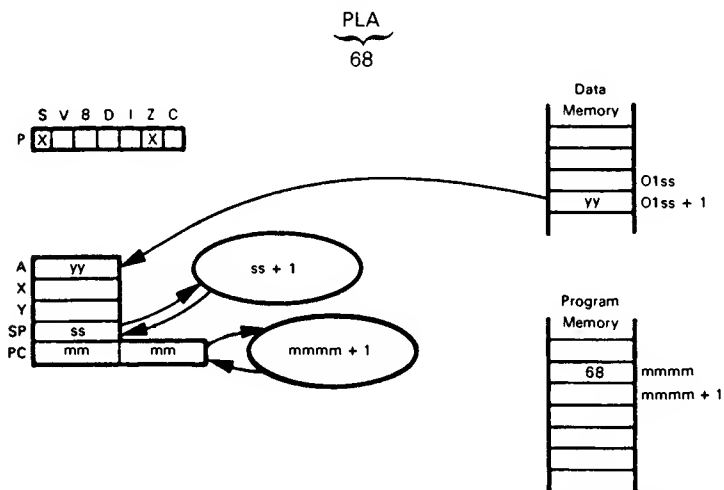 PLA
68
Data
Memory
S V B D I Z C
P X X
01ss
yy 01ss + 1
A yy
ss + 1
X
Y
SP ss
PC mm mm
mmmm + 1
Program
Memory
68 mmmm
mmmm + 1